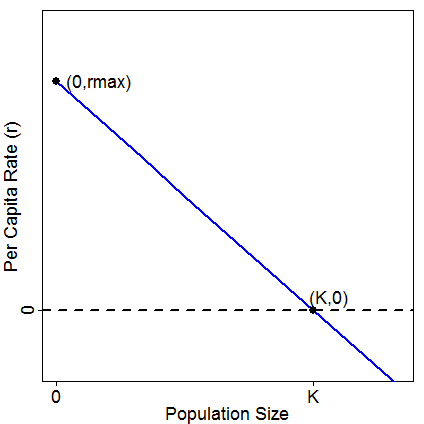 (0,rmax)
Per Capita Rate (r)
(K,0)
0
0
K
Population Size